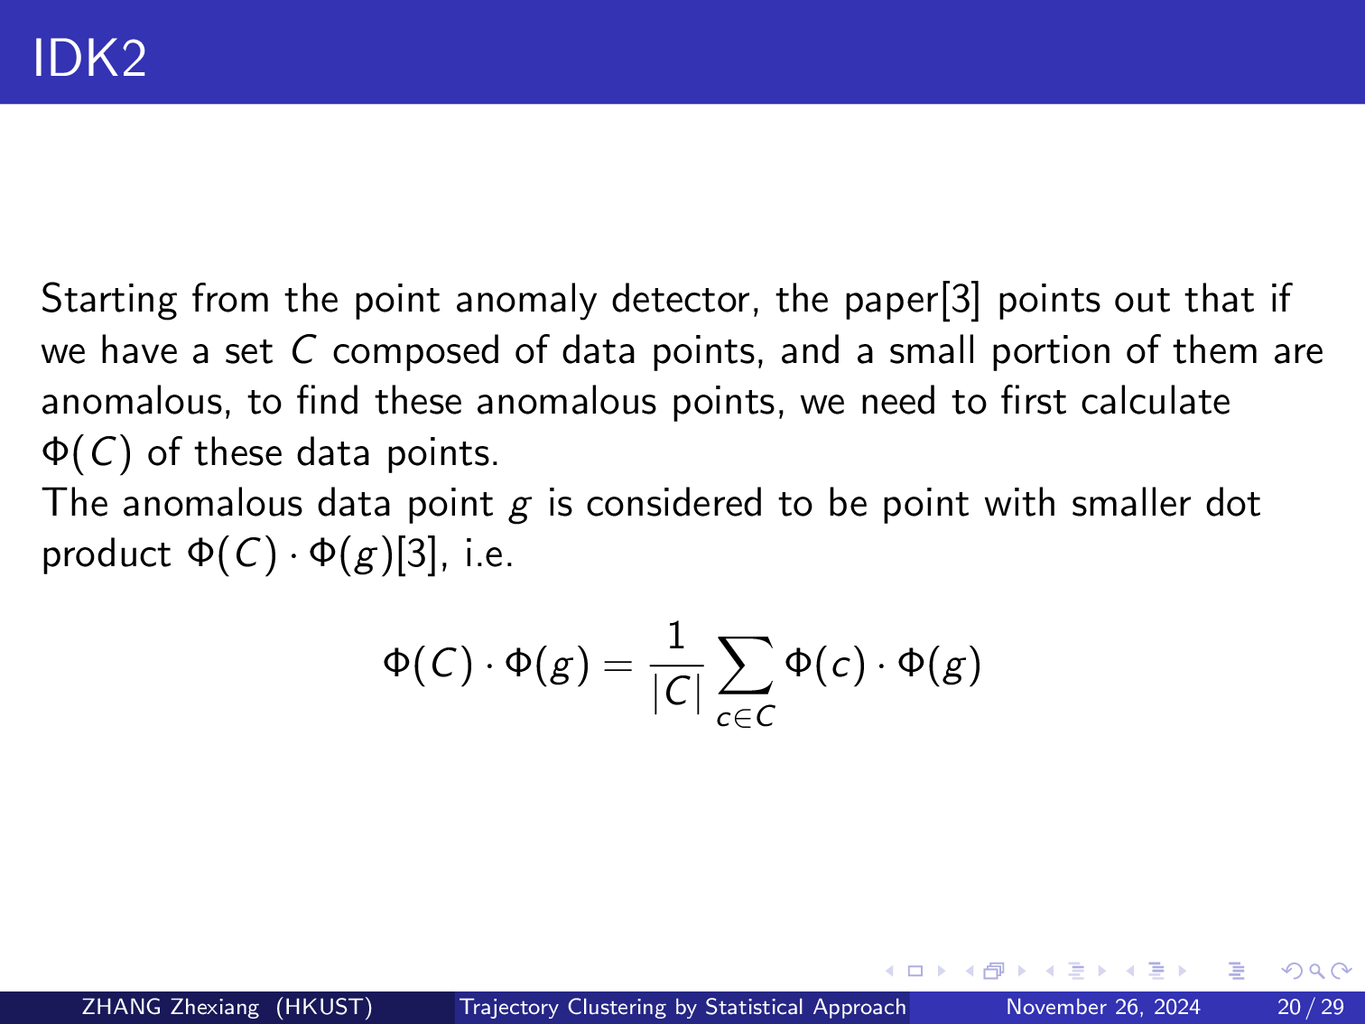 IDK2
Starting from the point anomaly detector, the paper[3] points out that if
we have a set C composed of data points, and a small portion of them are
anomalous, to find these anomalous points, we need to first calculate
Φ(C) of these data points.
The anomalous data point g is considered to be point with smaller dot
product Φ(C) · Φ(g)[3], i.e.
Φ(C) · Φ(g) = 1/|C| ∑_{c∈C} Φ(c) · Φ(g)
ZHANG Zhexiang (HKUST) Trajectory Clustering by Statistical Approach November 26, 2024 20 / 29